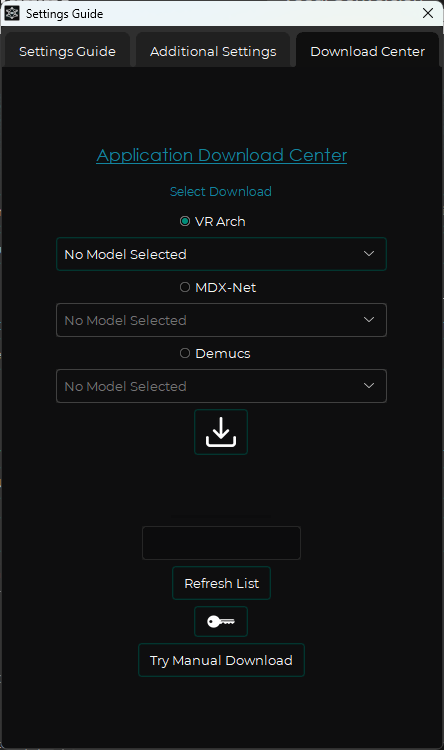 Settings Guide
Settings Guide
Additional Settings
Download Center
Application Download Center
Select Download
VR Arch
No Model Selected
MDX-Net
No Model Selected
Demucs
No Model Selected
Refresh List
Try Manual Download